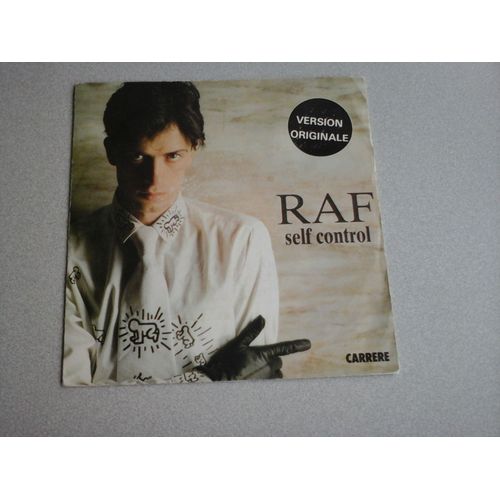 VERSION
ORIGINALE
RAF
self control
CARRERE